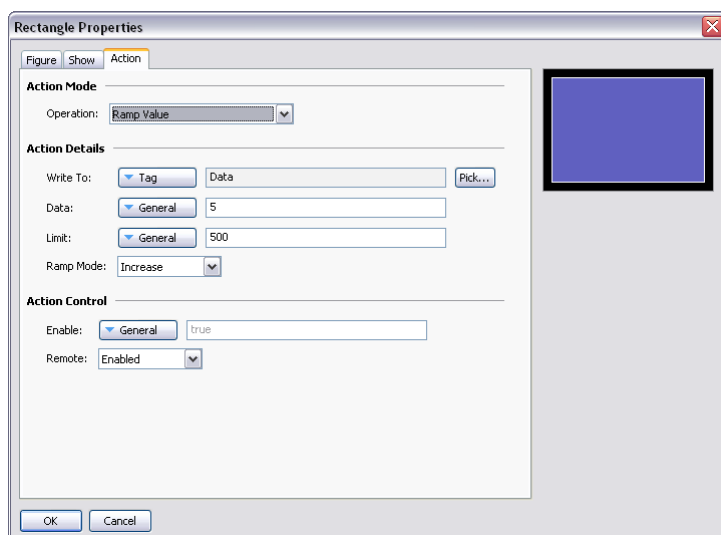 Rectangle Properties
Figure Show Action
Action Mode
Operation: Ramp Value
Action Details
Write To: Tag Data Pick...
Data: General 5
Limit: General 500
Ramp Mode: Increase
Action Control
Enable: General true
Remote: Enabled
OK Cancel